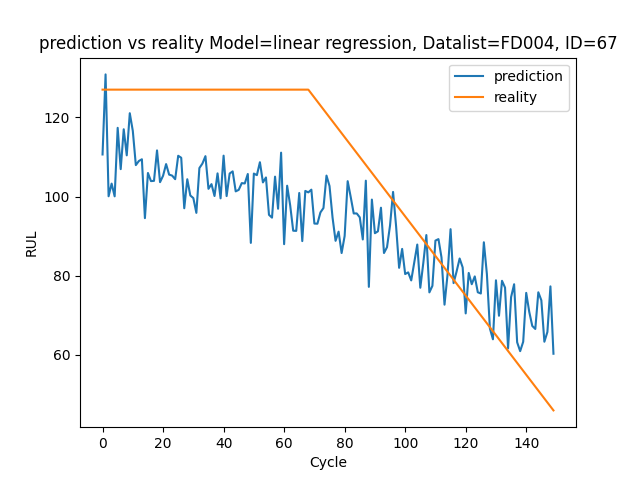 prediction vs reality Model=linear regression, Datalist=FD004, ID=67
prediction
reality
120
100
80
60
RUL
0 20 40 60 80 100 120 140
Cycle